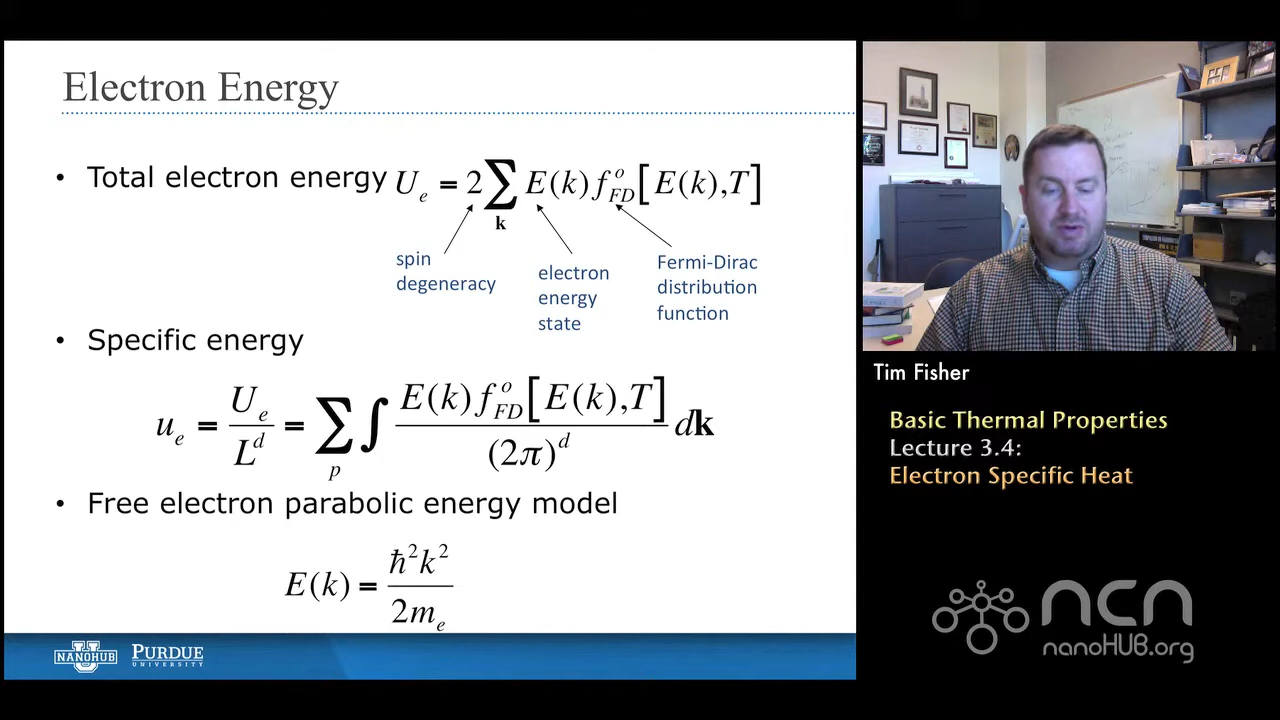 Electron Energy
• Total electron energy U_e = 2 ∑_k E(k) f^o_FD [E(k),T]
spin
degeneracy
electron
energy
state
Fermi-Dirac
distribution
function
• Specific energy
u_e = U_e / L^d = ∑_p ∫ E(k) f^o_FD [E(k),T] / (2π)^d dk
• Free electron parabolic energy model
E(k) = ħ²k² / 2m_e
NANOHUB
PURDUE
UNIVERSITY
Tim Fisher
Basic Thermal Properties
Lecture 3.4:
Electron Specific Heat
ncn
nanoHUB.org